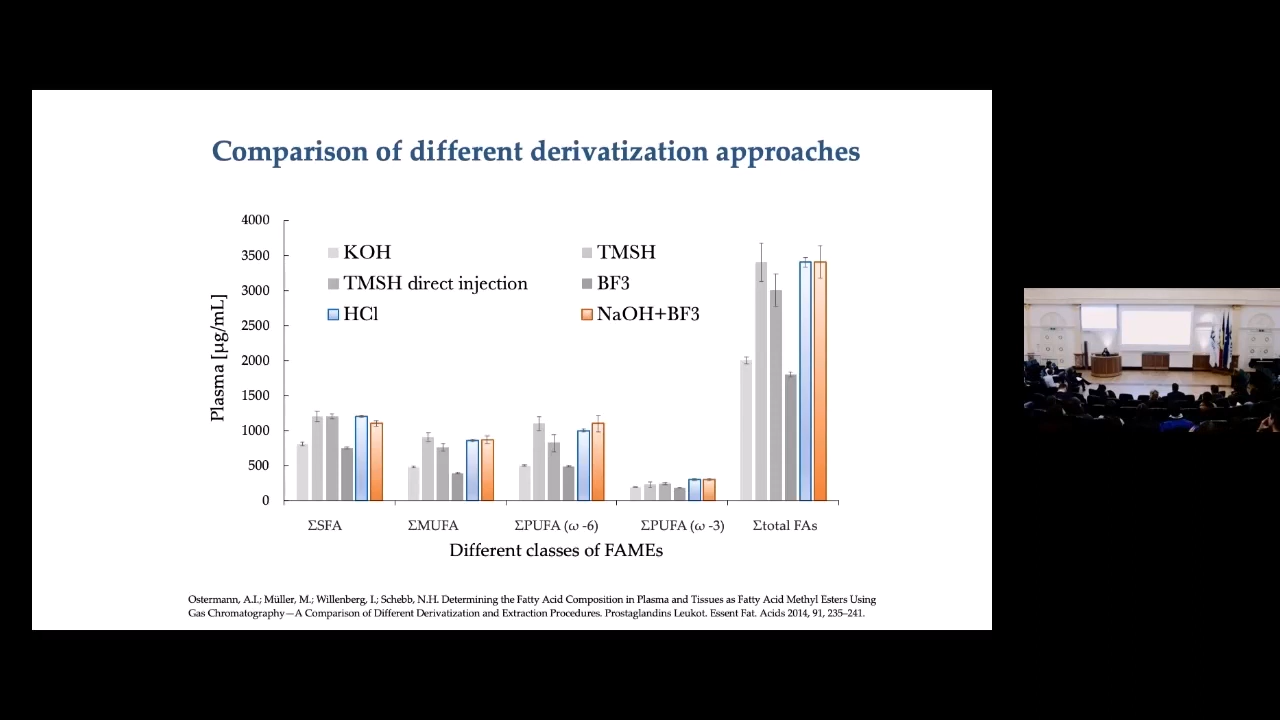 Comparison of different derivatization approaches
4000
3500
3000
2500
2000
1500
1000
500
0
Plasma [µg/mL]
KOH
TMSH
TMSH direct injection
BF3
HCl
NaOH+BF3
ΣSFA
ΣMUFA
ΣPUFA (ω -6)
ΣPUFA (ω -3)
Σtotal FAs
Different classes of FAMEs
Ostermann, A.I.; Müller, M.; Willenberg, I.; Schebb, N.H. Determining the Fatty Acid Composition in Plasma and Tissues as Fatty Acid Methyl Esters Using
Gas Chromatography—A Comparison of Different Derivatization and Extraction Procedures. Prostaglandins Leukot. Essent Fat. Acids 2014, 91, 235–241.